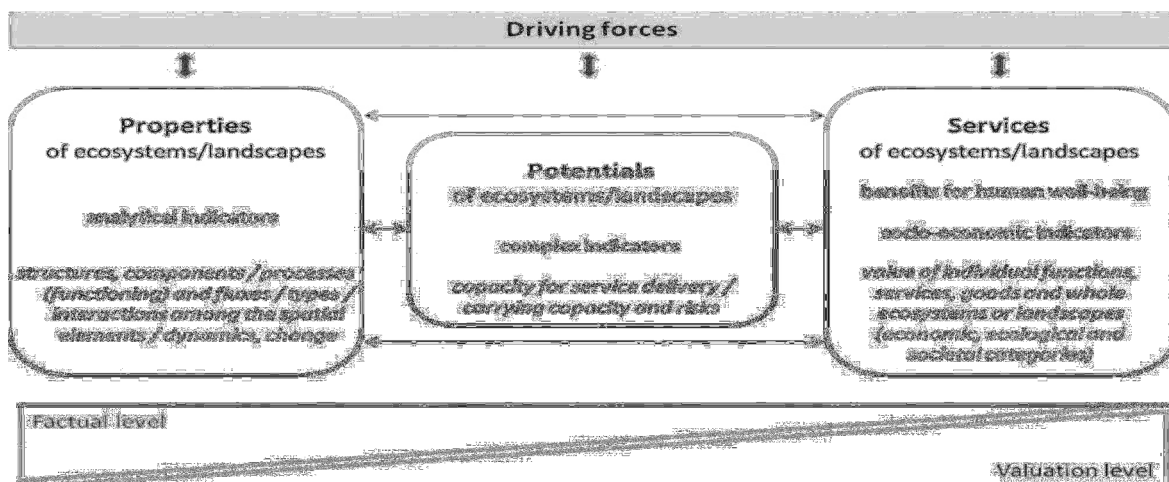 Driving forces
Properties
of ecosystems/landscapes
analytical indicators
structures, components / processes
(functioning) and fluxes / types /
interactions among the spatial
elements / dynamics, change
Potentials
of ecosystems/landscapes
complex indicators
capacity for service delivery /
carrying capacity and risks
Services
of ecosystems/landscapes
benefits for human well-being
socio-economic indicators
value of individual functions,
services, goods and whole
ecosystems or landscapes
(economic, ecological and
societal categories)
Factual level
Valuation level